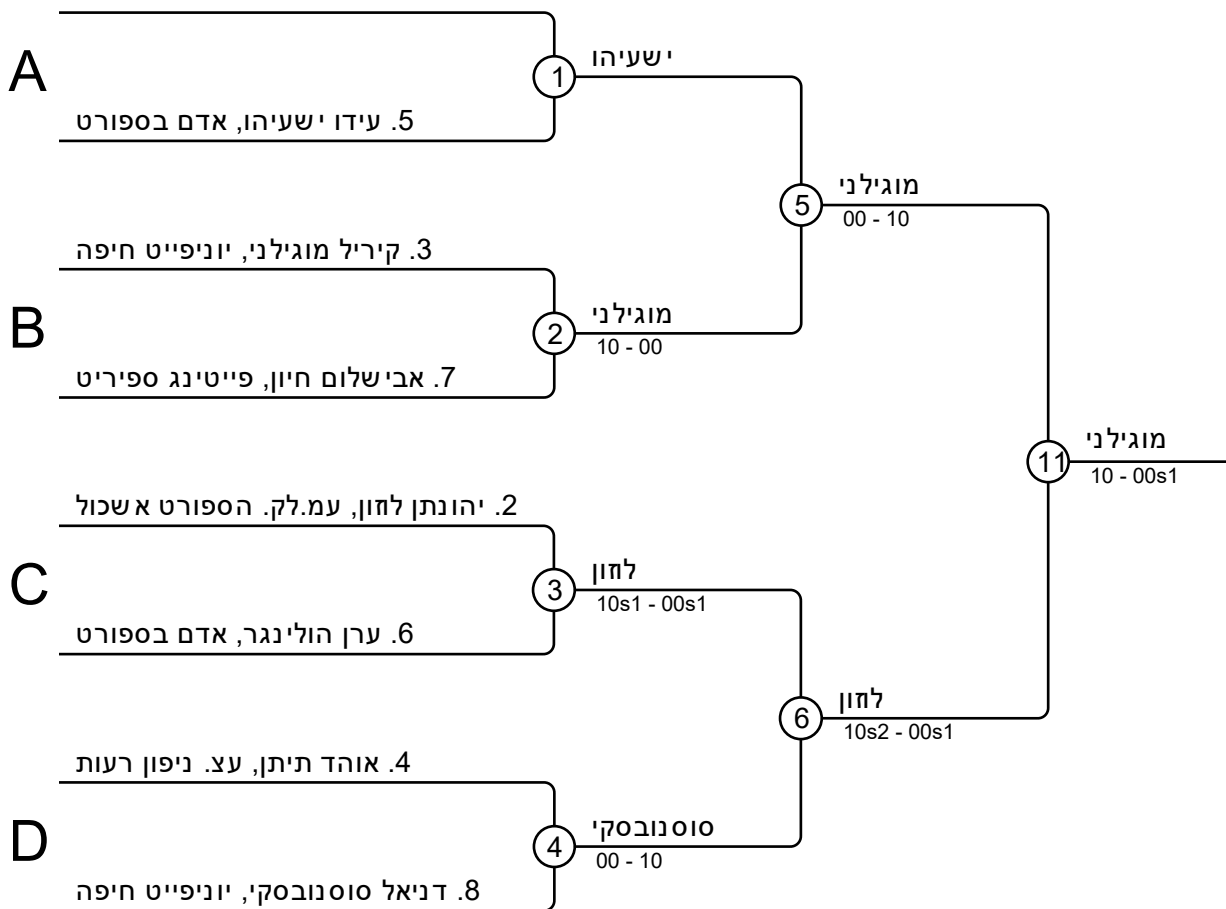 A
1
ישעיהו
5. עידו ישעיהו, אדם בספורט
5
מוגילני
00 - 10
3. קיריל מוגילני, יוניפייט חיפה
B
2
מוגילני
10 - 00
7. אבישלום חיון, פייטינג ספיריט
11
מוגילני
10 - 00s1
2. יהונתן לוזון, עמ.לק. הספורט אשכול
C
3
לוזון
10s1 - 00s1
6. ערן הולינגר, אדם בספורט
6
לוזון
10s2 - 00s1
4. אוהד תיתן, עצ. ניפון רעות
D
4
סוסנובסקי
00 - 10
8. דניאל סוסנובסקי, יוניפייט חיפה